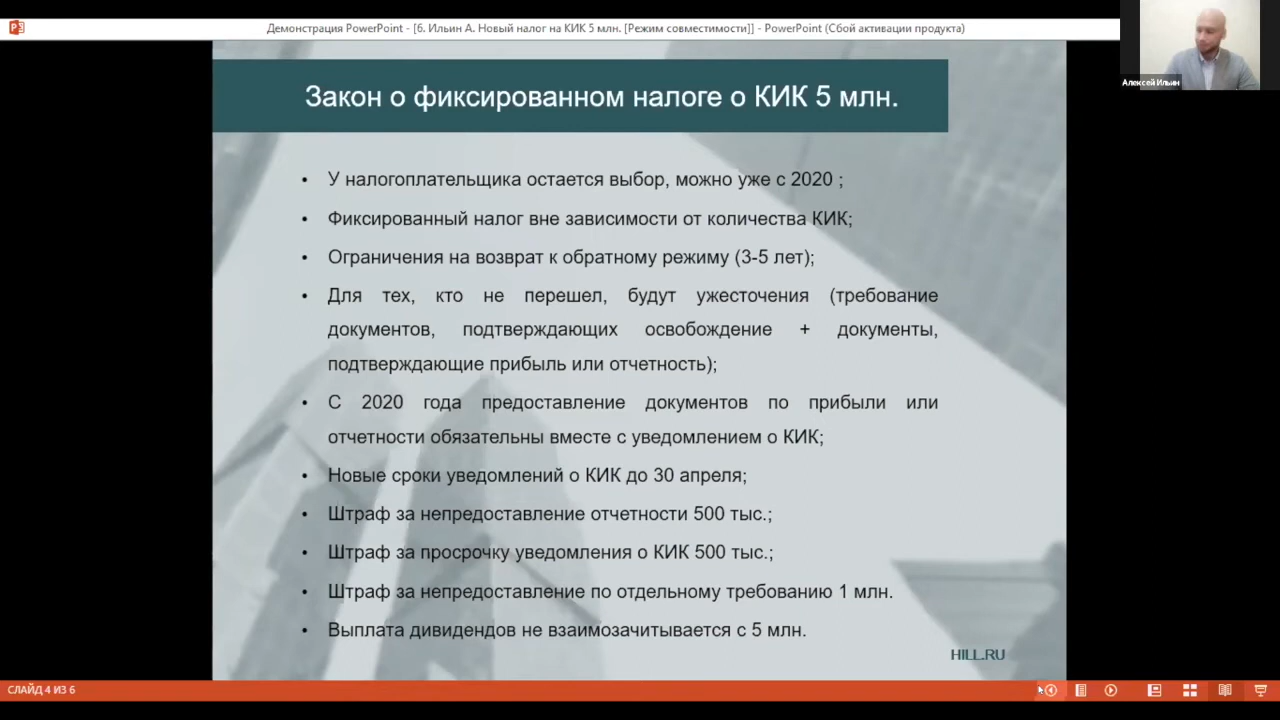 Демонстрация PowerPoint - [6. Ильин А. Новый налог на КИК 5 млн. [Режим совместимости]] - PowerPoint (Сбой активации продукта)
Алексей Ильин
Закон о фиксированном налоге о КИК 5 млн.
• У налогоплательщика остается выбор, можно уже с 2020 ;
• Фиксированный налог вне зависимости от количества КИК;
• Ограничения на возврат к обратному режиму (3-5 лет);
• Для тех, кто не перешел, будут ужесточения (требование
документов, подтверждающих освобождение + документы,
подтверждающие прибыль или отчетность);
• С 2020 года предоставление документов по прибыли или
отчетности обязательны вместе с уведомлением о КИК;
• Новые сроки уведомлений о КИК до 30 апреля;
• Штраф за непредоставление отчетности 500 тыс.;
• Штраф за просрочку уведомления о КИК 500 тыс.;
• Штраф за непредоставление по отдельному требованию 1 млн.
• Выплата дивидендов не взаимозачитывается с 5 млн.
HILL.RU
СЛАЙД 4 ИЗ 6